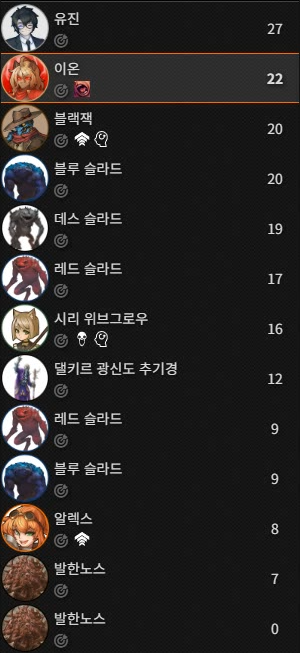 유진
27
이온
22
블랙잭
20
블루 슬라드
20
데스 슬라드
19
레드 슬라드
17
시리 위브그로우
16
댈키르 광신도 추기경
12
레드 슬라드
9
블루 슬라드
9
알렉스
8
발한노스
7
발한노스
0